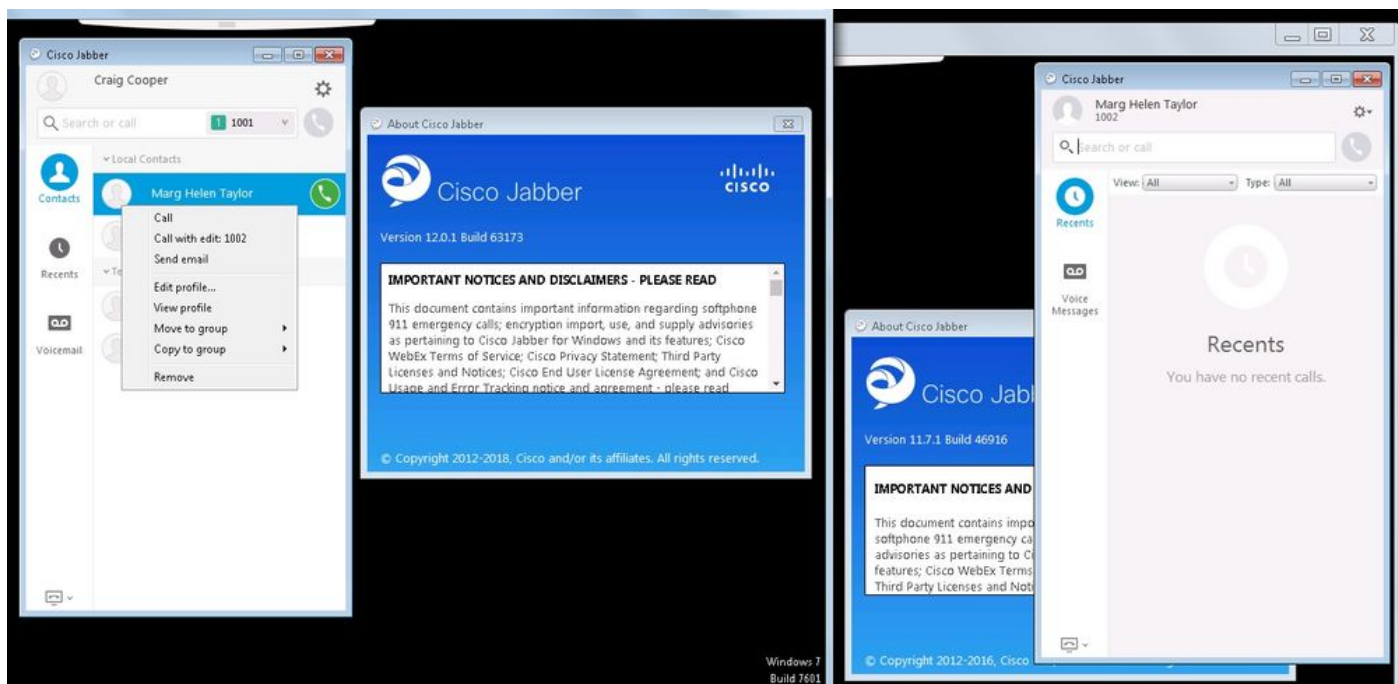 Cisco Jabber
Craig Cooper
Search or call
1 1001
Local Contacts
Contacts
Marg Helen Taylor
Call
Call with edit: 1002
Send email
Recents
Te
Edit profile...
View profile
Move to group
Copy to group
Voicemail
Remove
About Cisco Jabber
Cisco Jabber
CISCO
Version 12.0.1 Build 63173
IMPORTANT NOTICES AND DISCLAIMERS - PLEASE READ
This document contains important information regarding softphone
911 emergency calls; encryption import, use, and supply advisories
as pertaining to Cisco Jabber for Windows and its features; Cisco
WebEx Terms of Service; Cisco Privacy Statement; Third Party
Licenses and Notices; Cisco End User License Agreement; and Cisco
Usage and Error Tracking notice and agreement - please read
© Copyright 2012-2018, Cisco and/or its affiliates. All rights reserved.
Windows 7
Build 7601
Cisco Jabber
Marg Helen Taylor
1002
Search or call
View: All Type: All
Recents
Voice
Messages
Recents
You have no recent calls.
About Cisco Jabber
Cisco Jabl
Version 11.7.1 Build 46916
IMPORTANT NOTICES AND
This document contains impo
softphone 911 emergency ca
advisories as pertaining to Ci
features; Cisco WebEx Terms
Third Party Licenses and Noti
© Copyright 2012-2016, Cisco